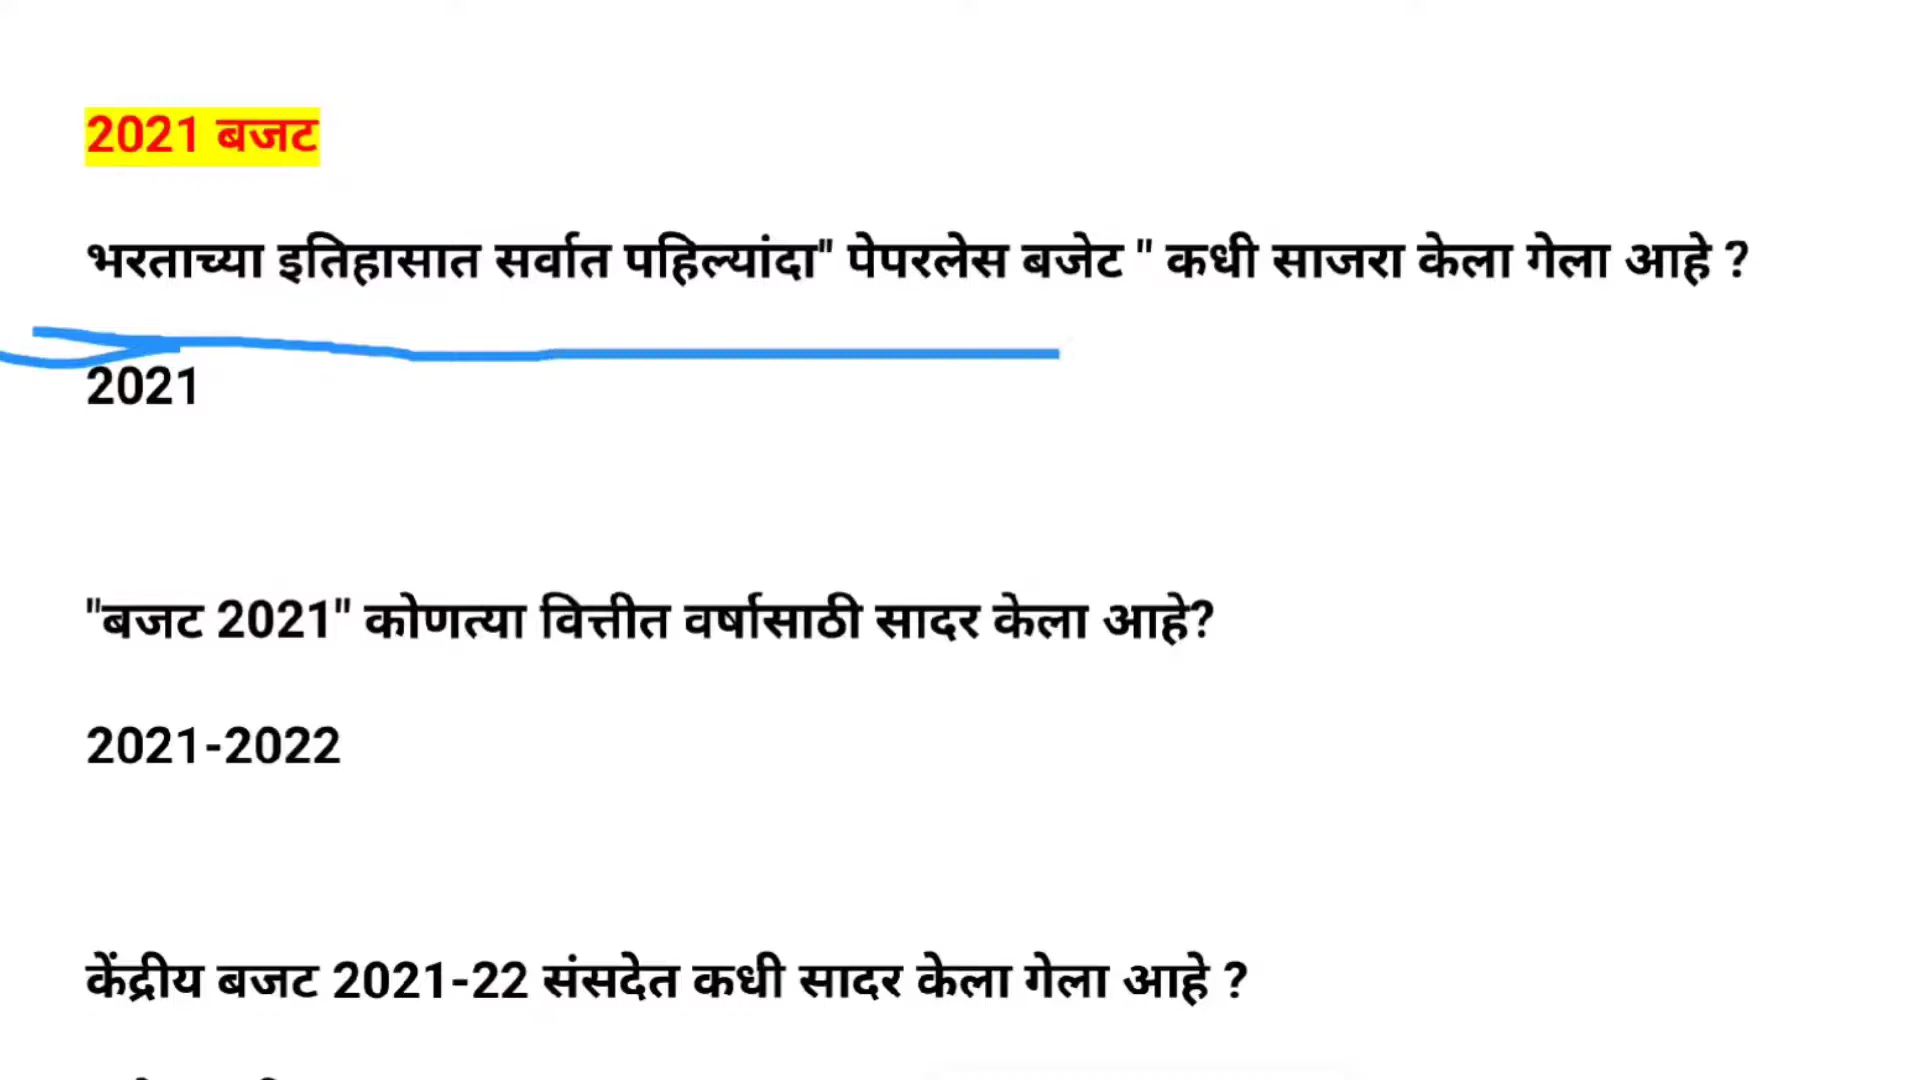 2021 बजट
भरताच्या इतिहासात सर्वात पहिल्यांदा" पेपरलेस बजेट " कधी साजरा केला गेला आहे ?
2021
"बजट 2021" कोणत्या वित्तीत वर्षासाठी सादर केला आहे?
2021-2022
केंद्रीय बजट 2021-22 संसदेत कधी सादर केला गेला आहे ?